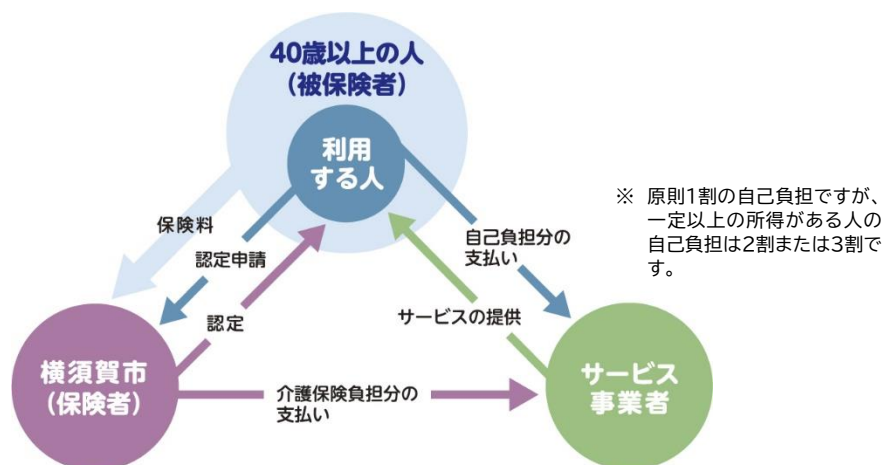 40歳以上の人
（被保険者）
利用
する人
保険料
認定申請
認定
自己負担分の
支払い
サービスの提供
※ 原則1割の自己負担ですが、
一定以上の所得がある人の
自己負担は2割または3割で
す。
横須賀市
（保険者）
介護保険負担分の
支払い
サービス
事業者